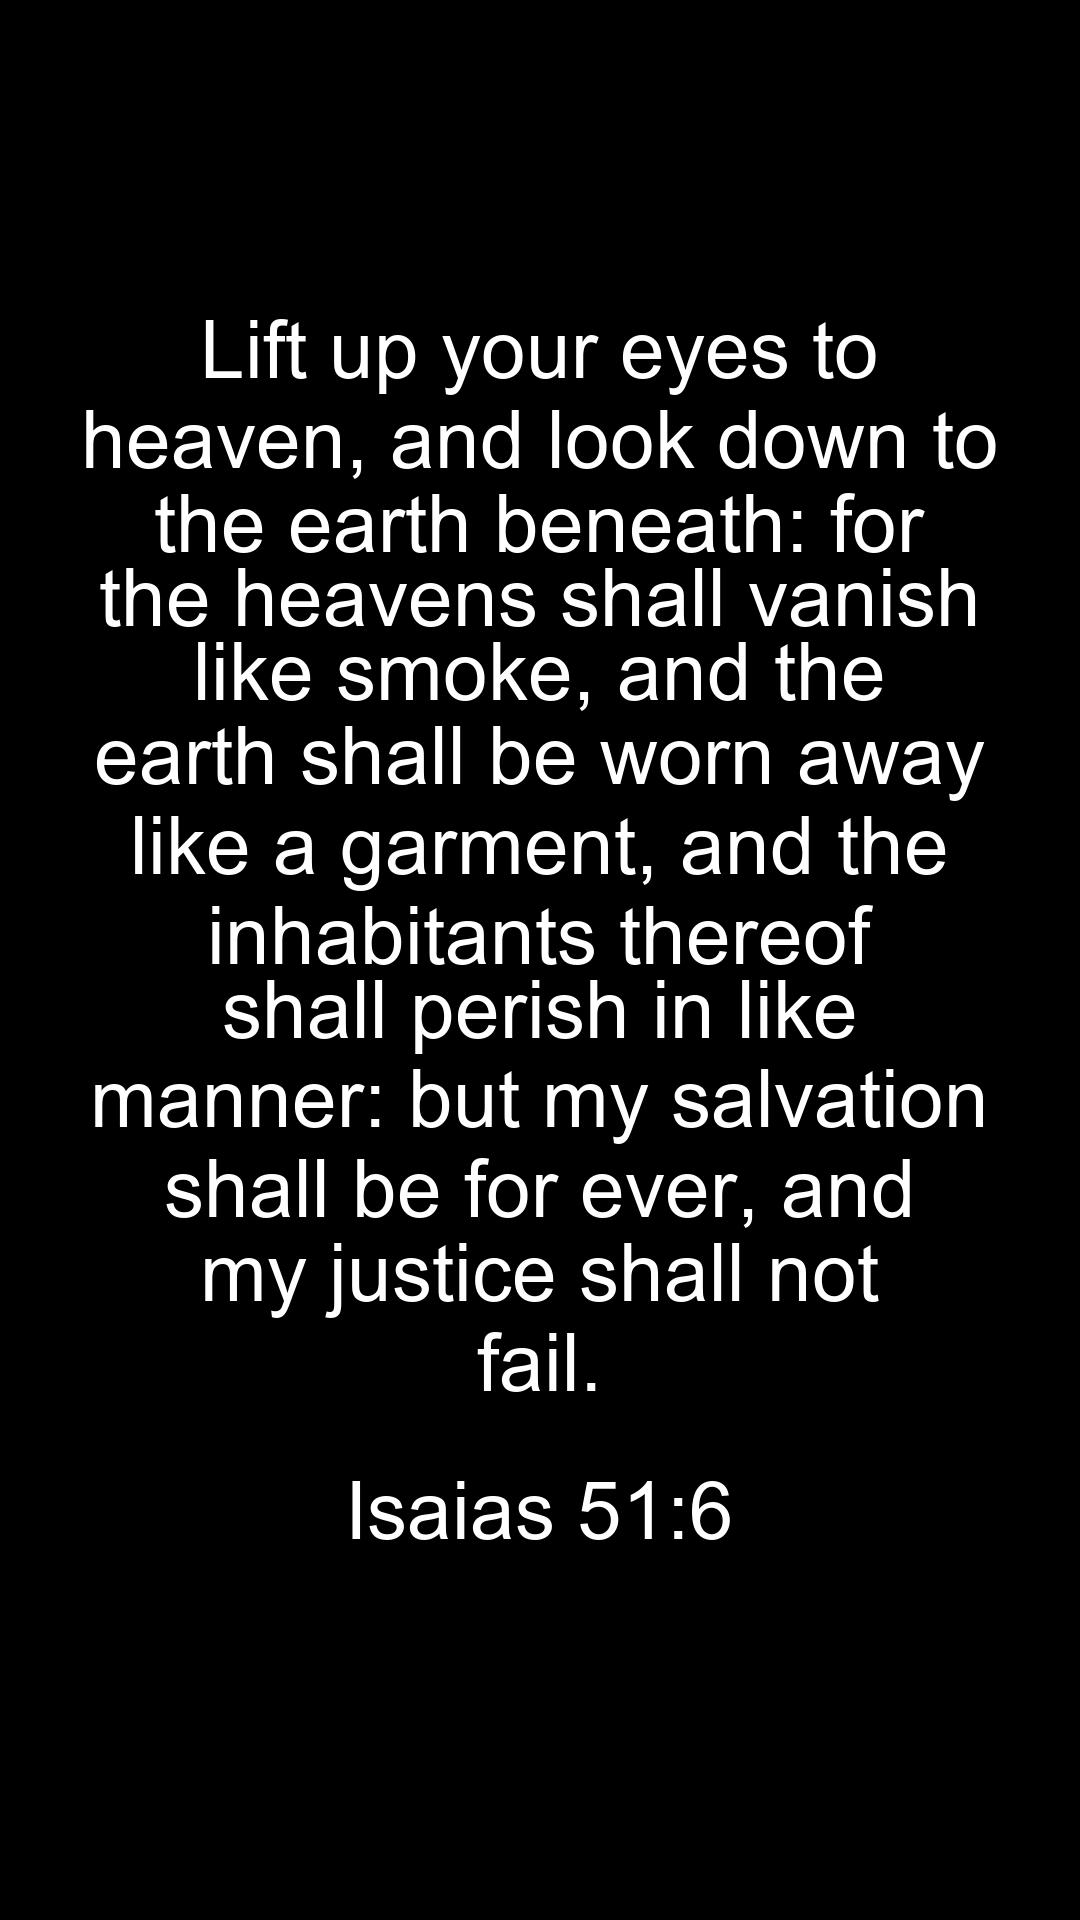 Lift up your eyes to
heaven, and look down to
the earth beneath: for
the heavens shall vanish
like smoke, and the
earth shall be worn away
like a garment, and the
inhabitants thereof
shall perish in like
manner: but my salvation
shall be for ever, and
my justice shall not
fail.
Isaias 51:6